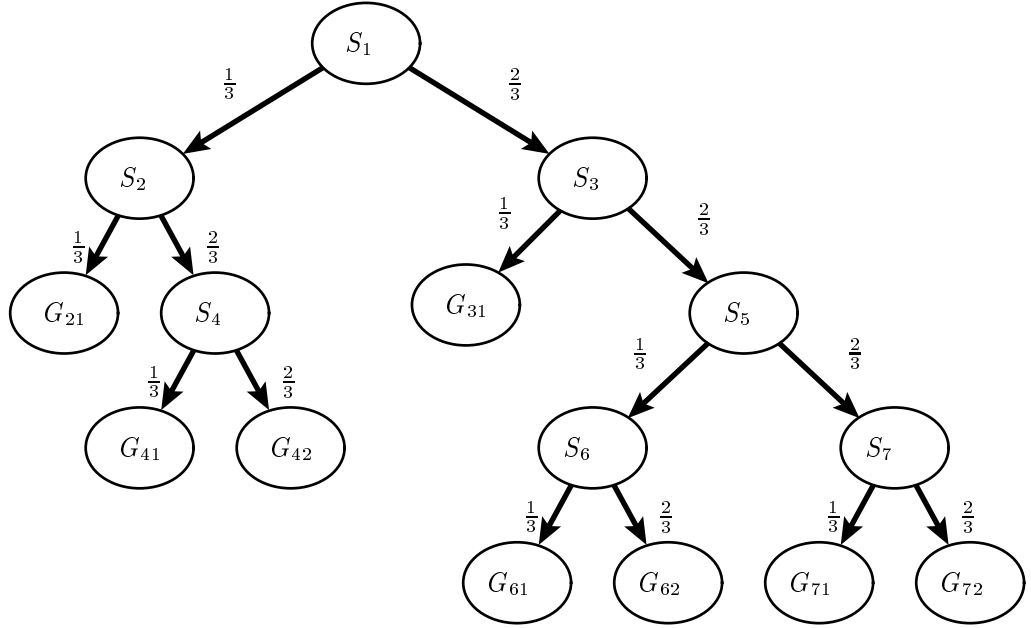 S₁
1/3
2/3
S₂
S₃
1/3
2/3
1/3
2/3
G₂₁
S₄
G₃₁
S₅
1/3
2/3
1/3
2/3
G₄₁
G₄₂
S₆
S₇
1/3
2/3
1/3
2/3
G₆₁
G₆₂
G₇₁
G₇₂